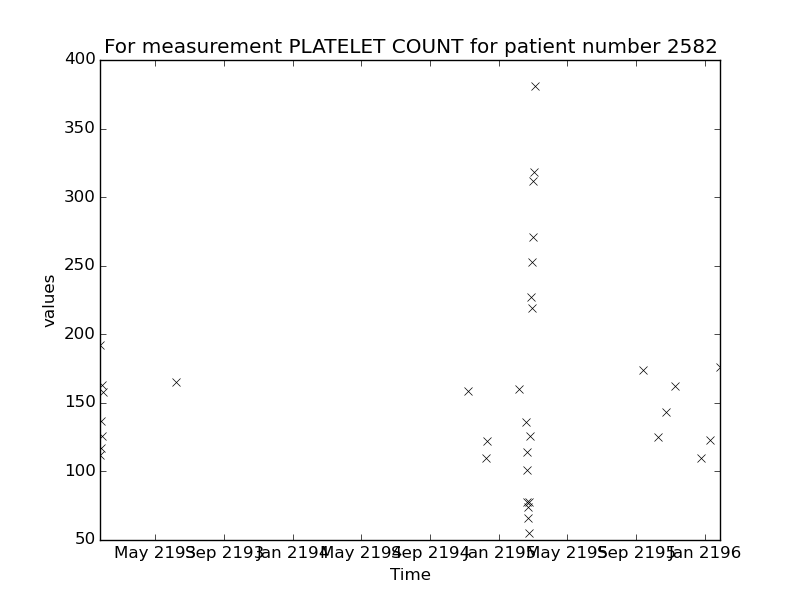 For measurement PLATELET COUNT for patient number 2582
400
350
300
250
200
150
100
50
values
May 2193 Sep 2193 Jan 2194 May 2194 Sep 2194 Jan 2195 May 2195 Sep 2195 Jan 2196
Time